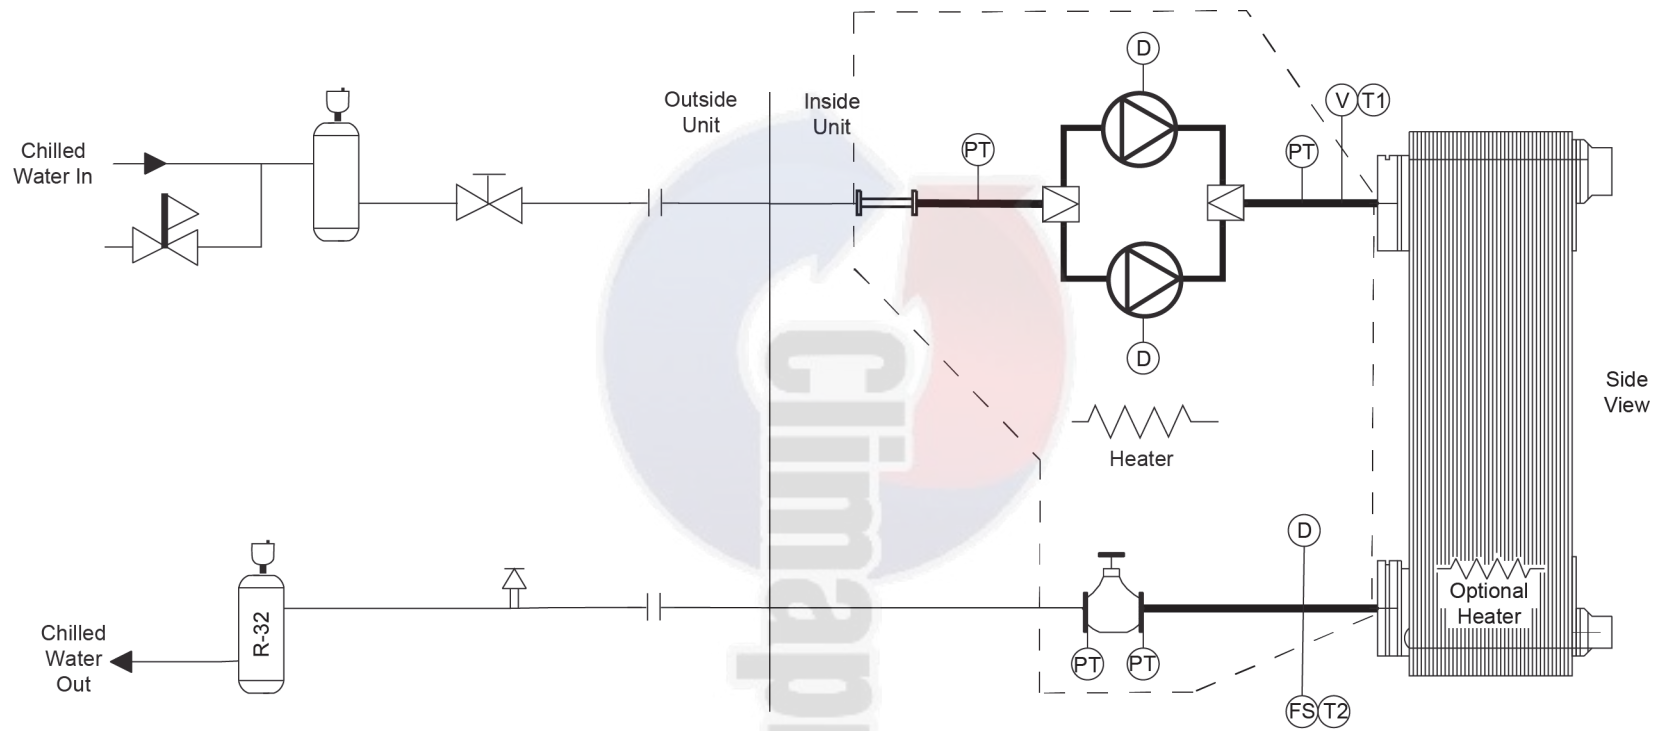 D
Outside
Unit
Inside
Unit
V T1
Chilled
Water In
PT
PT
D
Side
View
Heater
D
Optional
Heater
R-32
Chilled
Water
Out
PT
PT
FS T2
Climap